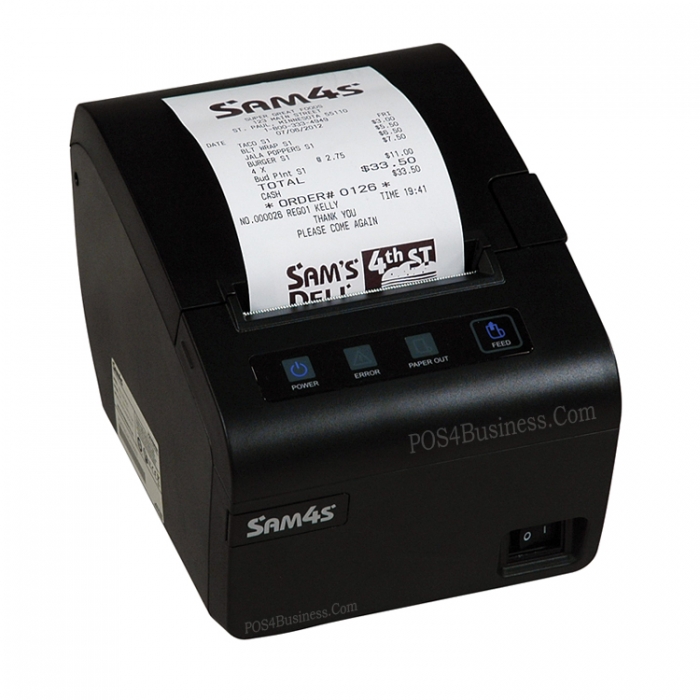 SAM4S
SUPER GREAT FOODS
123 MAIN STREET
ST. PAUL, MINNESOTA 55110
1-800-333-4949
DATE 07/06/2012 FRI
TACO S1 $3.00
BLT WRAP S1 $5.50
JALA POPPERS S1 $6.50
BURGER S1 $7.50
4 X @ 2.75
Bud Pint S1 $11.00
TOTAL $33.50
CASH $33.50
* ORDER# 0126 *
NO.000026 REG01 KELLY TIME 19:41
THANK YOU
PLEASE COME AGAIN
SAM'S 4th ST
DELI
POWER
ERROR
PAPER OUT
FEED
POS4Business.Com
SAM4S
O I
POS4Business.Com